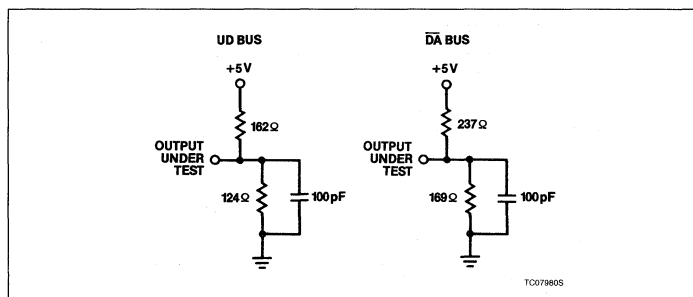 UD BUS
+5V
162Ω
OUTPUT
UNDER
TEST
124Ω
100pF
DA BUS
+5V
237Ω
OUTPUT
UNDER
TEST
169Ω
100pF
TC07980S